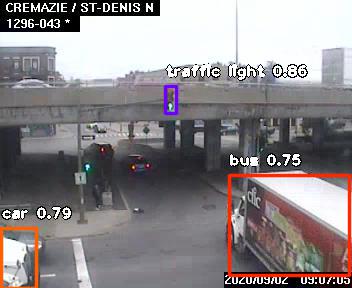 CREMAZIE / ST-DENIS N
1296-043 *
traffic light 0.86
bus 0.75
car 0.79
2020/09/02 09:07:05